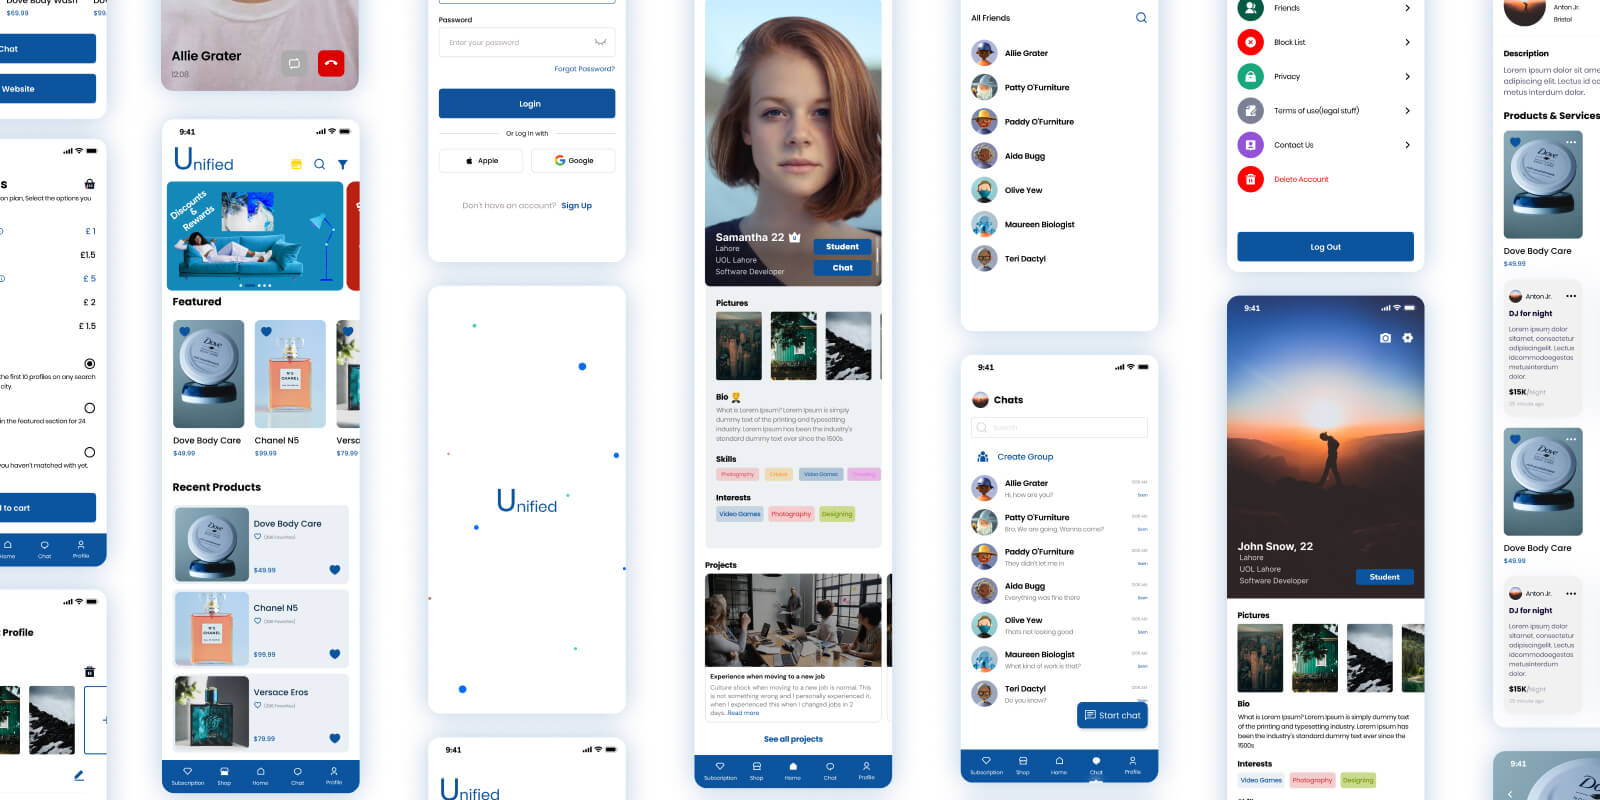 Dove Body Wash
Dove
$69.99
$99.
Chat
Website
s
on plan, Select the options you
£ 1
£1.5
£ 5
£ 2
£ 1.5
the first 10 profiles on any search
city.
in the featured section for 24
you haven't matched with yet.
to cart
Home
Chat
Profile
Profile
Allie Grater
12:08
9:41
Unified
Discounts
&
Rewards
Featured
Dove Body Care
$49.99
Chanel N5
$99.99
Versa
$79.99
Recent Products
Dove Body Care
$49.99
Chanel N5
$99.99
Versace Eros
$79.99
Subscription
Shop
Home
Chat
Profile
Password
Enter your password
Forgot Password?
Login
Or Log In with
Apple
Google
Don't have an account? Sign Up
Unified
9:41
Unified
Samantha 22
Lahore
UOL Lahore
Software Developer
Student
Chat
Pictures
Bio
What is Lorem Ipsum? Lorem Ipsum is simply
dummy text of the printing and typesetting
industry. Lorem Ipsum has been the industry's
standard dummy text ever since the 1500s
Skills
Photography
Video Games
Interests
Video Games
Photography
Designing
Projects
Experience when moving to a new job
Culture shock when moving to a new job is normal. This
is not something wrong and I personally experienced it,
when I experienced this when I changed jobs in 2
days...Read more
See all projects
Subscription
Shop
Home
Chat
Profile
All Friends
Allie Grater
Patty O'Furniture
Paddy O'Furniture
Aida Bugg
Olive Yew
Maureen Biologist
Teri Dactyl
9:41
Chats
Search
Create Group
Allie Grater
Hi, how are you?
Seen
Patty O'Furniture
Bro, We are going. Wanna come?
Seen
Paddy O'Furniture
They didn't let me in
Seen
Aida Bugg
Everything was fine there
Seen
Olive Yew
Thats not looking good
Seen
Maureen Biologist
What kind of work is that?
Seen
Teri Dactyl
Do you know?
Start chat
Subscription
Shop
Home
Chat
Profile
Friends
Block List
Privacy
Terms of use(legal stuff)
Contact Us
Delete Account
Log Out
9:41
John Snow, 22
Lahore
UOL Lahore
Software Developer
Student
Pictures
Bio
What is Lorem Ipsum? Lorem Ipsum is simply dummy text
of the printing and typesetting industry. Lorem Ipsum has
been the industry's standard dummy text ever since the
1500s
Interests
Video Games
Photography
Designing
Anton Jr.
Bristol
Description
Lorem ipsum dolor sit ame
adipiscing elit. Lectus id co
metus interdum dolor.
Products & Services
Dove Body Care
$49.99
Anton Jr.
DJ for night
Lorem ipsum dolor
sitamet, consectetur
adipiscingelit. Lectus
idcommodoegestas
metusinterdum
dolor.
$15K/Night
25 minute ago
Dove Body Care
$49.99
Anton Jr.
DJ for night
Lorem ipsum dolor
sitamet, consectetur
adipiscingelit. Lectus
idcommodoegestas
metusinterdum
dolor.
$15K/Night
25 minute ago
9:41